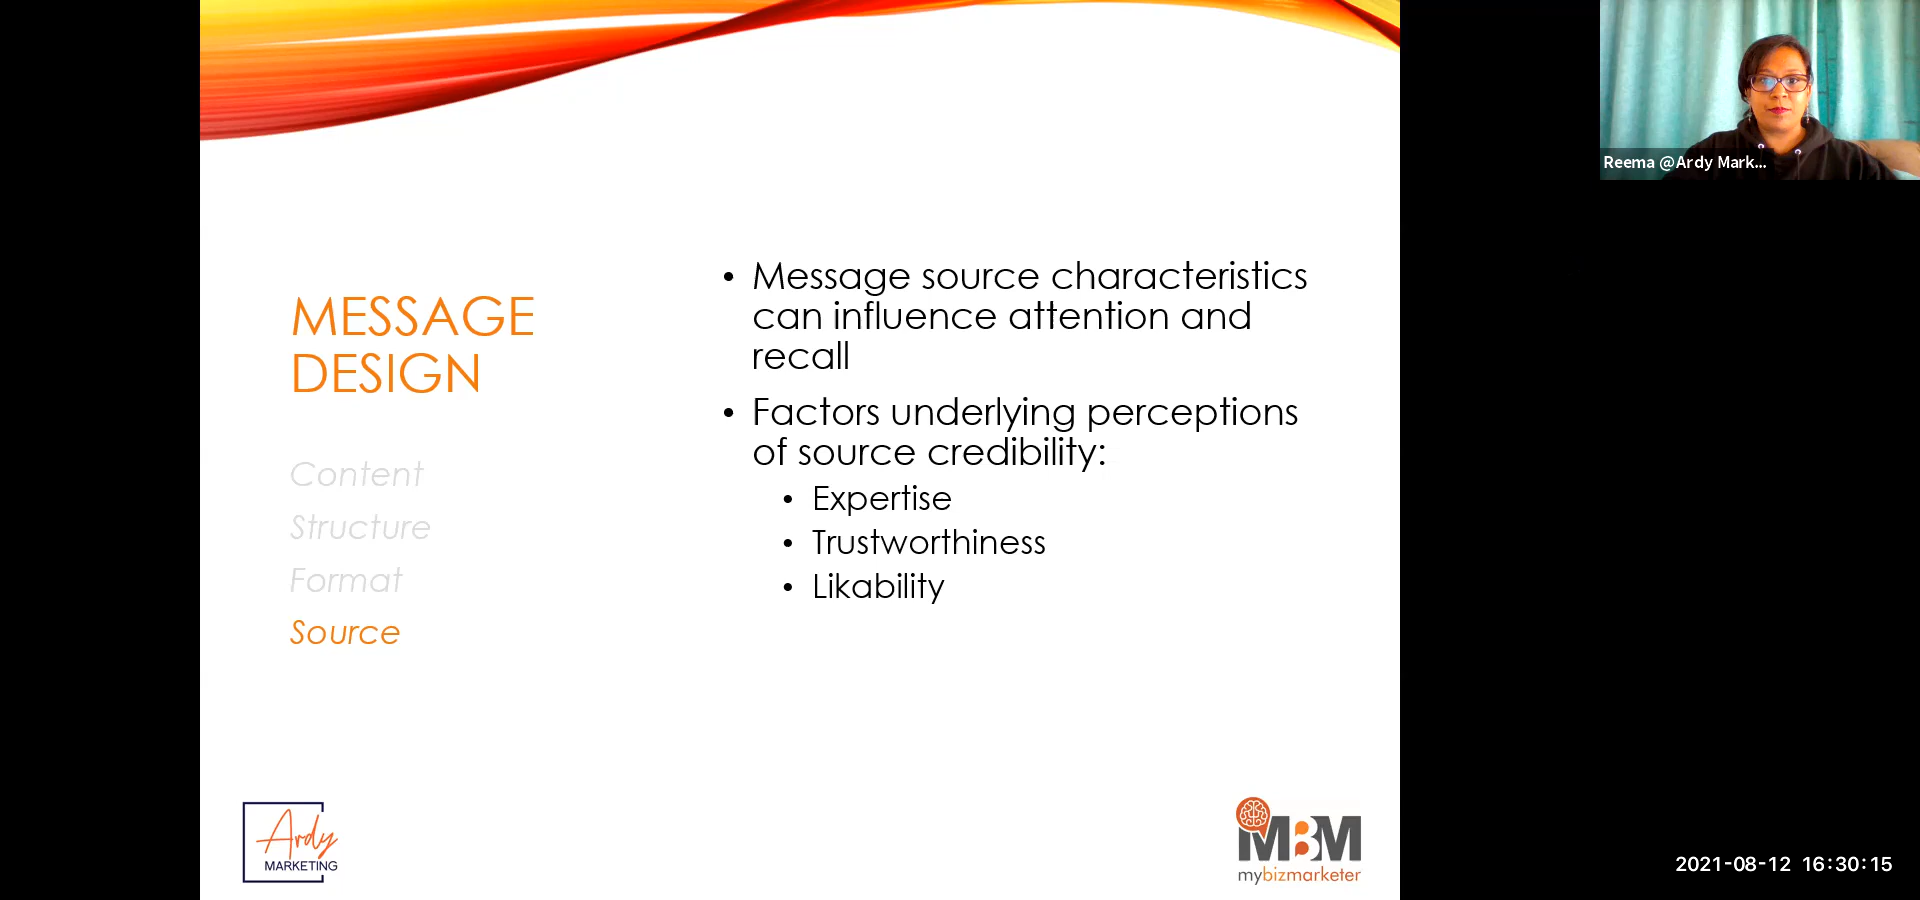 MESSAGE
DESIGN
Content
Structure
Format
Source
• Message source characteristics
can influence attention and
recall
• Factors underlying perceptions
of source credibility:
• Expertise
• Trustworthiness
• Likability
Ardy
MARKETING
MBM
mybizmarketer
Reema @Ardy Mark...
2021-08-12 16:30:15